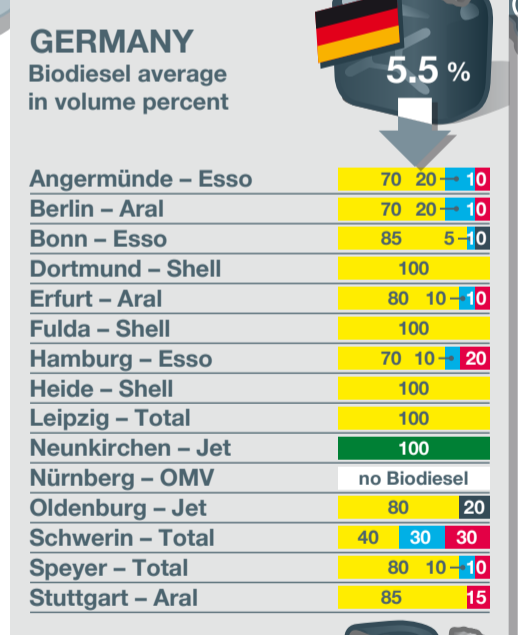 GERMANY
Biodiesel average
in volume percent
5.5 %
Angermünde – Esso 70 20 10
Berlin – Aral 70 20 10
Bonn – Esso 85 5 10
Dortmund – Shell 100
Erfurt – Aral 80 10 10
Fulda – Shell 100
Hamburg – Esso 70 10 20
Heide – Shell 100
Leipzig – Total 100
Neunkirchen – Jet 100
Nürnberg – OMV no Biodiesel
Oldenburg – Jet 80 20
Schwerin – Total 40 30 30
Speyer – Total 80 10 10
Stuttgart – Aral 85 15